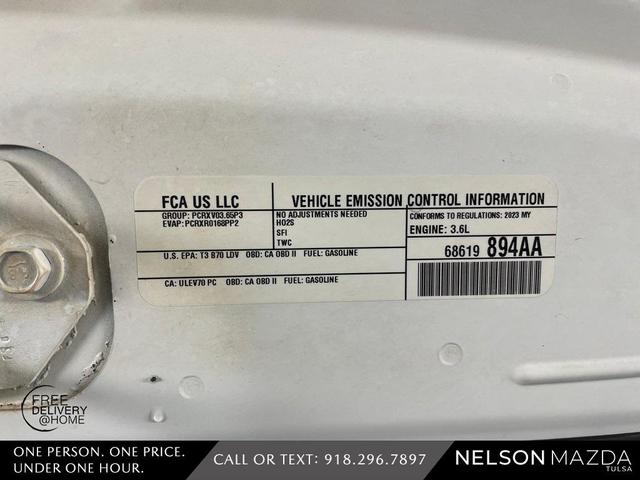 FCA US LLC
GROUP: PCRXV03.65P3
EVAP: PCRXR0168PP2
VEHICLE EMISSION CONTROL INFORMATION
NO ADJUSTMENTS NEEDED
HO2S
SFI
TWC
CONFORMS TO REGULATIONS: 2023 MY
ENGINE: 3.6L
U.S. EPA: T3 B70 LDV OBD: CA OBD II FUEL: GASOLINE
CA: ULEV70 PC OBD: CA OBD II FUEL: GASOLINE
68619 894AA
FREE
DELIVERY
@HOME
ONE PERSON. ONE PRICE.
UNDER ONE HOUR.
CALL OR TEXT: 918.296.7897
NELSON MAZDA
TULSA